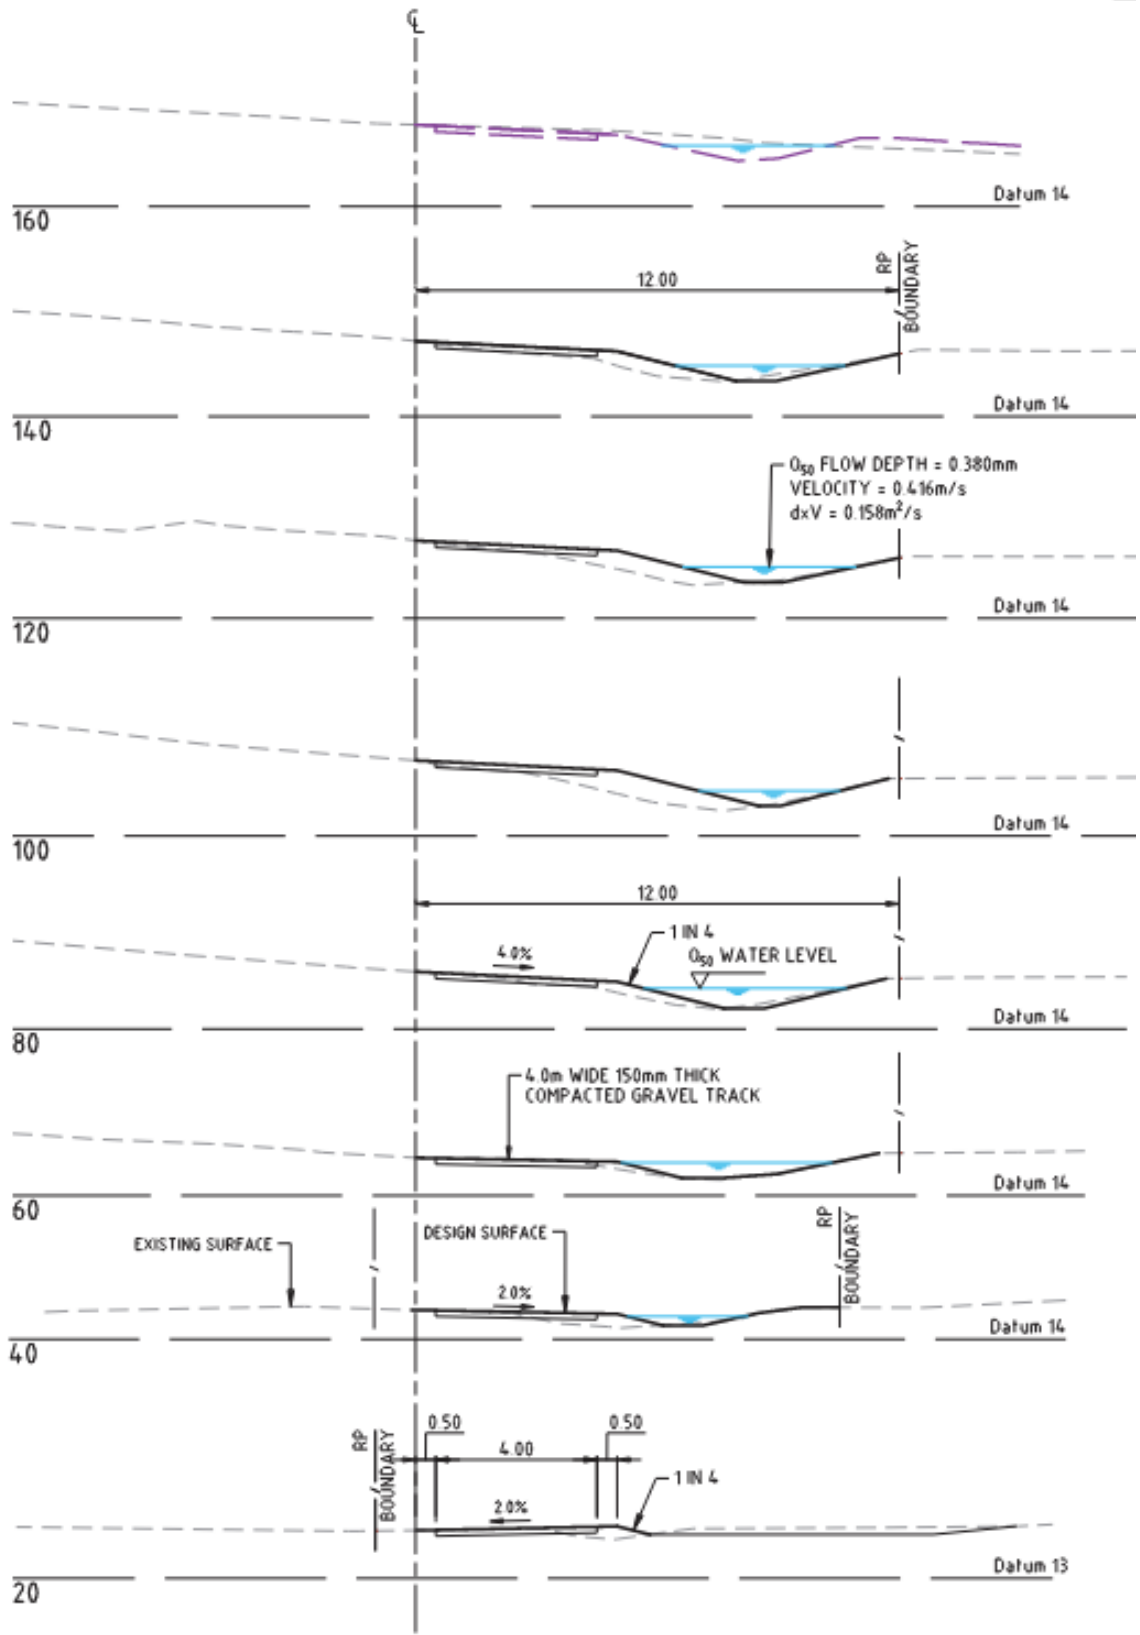 ℄
Datum 14
160
12.00
RP
BOUNDARY
Datum 14
140
Q50 FLOW DEPTH = 0.380mm
VELOCITY = 0.416m/s
dxV = 0.158m²/s
Datum 14
120
Datum 14
100
12.00
1 IN 4
4.0%
Q50 WATER LEVEL
Datum 14
80
4.0m WIDE 150mm THICK
COMPACTED GRAVEL TRACK
Datum 14
60
RP
BOUNDARY
EXISTING SURFACE
DESIGN SURFACE
2.0%
Datum 14
40
RP
BOUNDARY
0.50
0.50
4.00
1 IN 4
2.0%
Datum 13
20